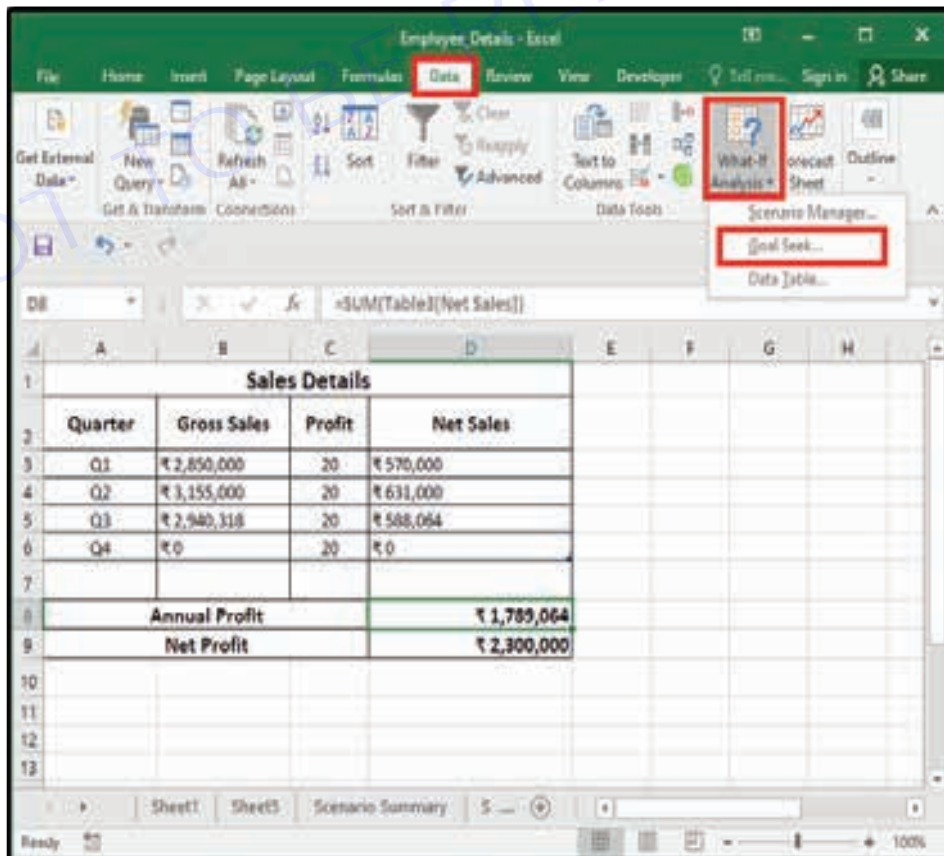 Employee_Details - Excel
File Home Insert Page Layout Formulas Data Review View Developer Tell me... Sign in Share
Get External Data
New Query
Refresh All
Sort
Filter
Clear
Reapply
Advanced
Text to Columns
What-If Analysis
orecast Sheet
Outline
Get & Transform Connections Sort & Filter Data Tools
Scenario Manager...
Goal Seek...
Data Table...
D8 fx =SUM(Table3[Net Sales])
A B C D E F G H
1 Sales Details
2 Quarter Gross Sales Profit Net Sales
3 Q1 ₹ 2,850,000 20 ₹ 570,000
4 Q2 ₹ 3,155,000 20 ₹ 631,000
5 Q3 ₹ 2,940,318 20 ₹ 588,064
6 Q4 ₹ 0 20 ₹ 0
7
8 Annual Profit ₹ 1,789,064
9 Net Profit ₹ 2,300,000
10
11
12
13
Sheet1 Sheet5 Scenario Summary S ...
Ready 100%